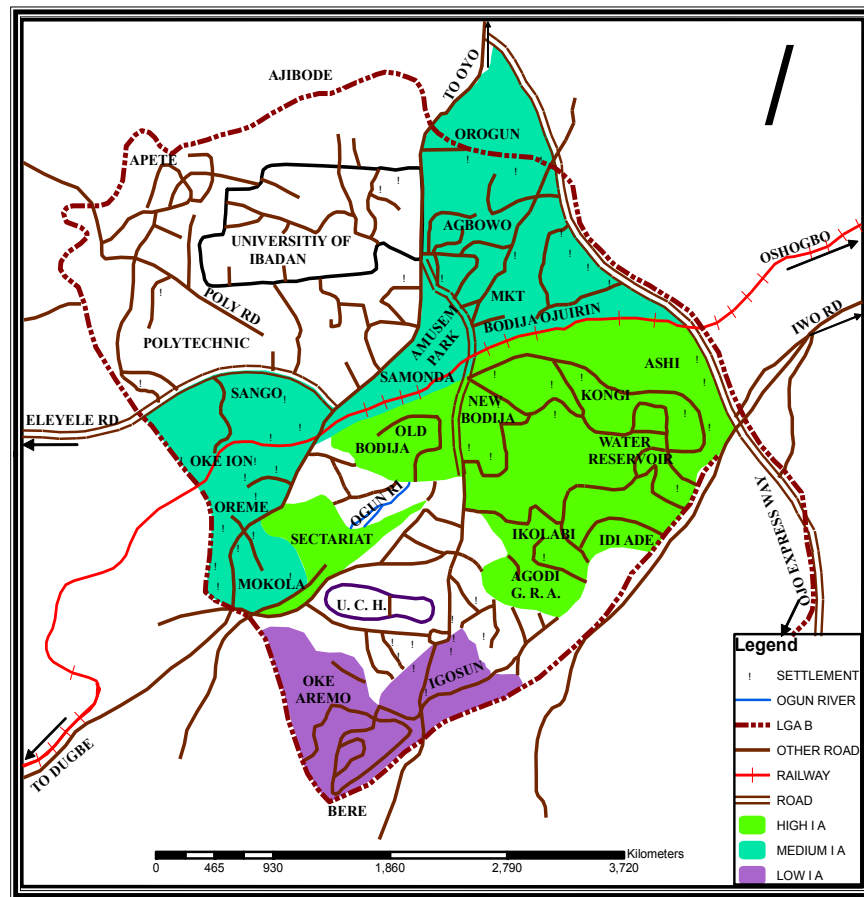 AJIBODE
TO OYO
OROGUN
APETE
AGBOWO
UNIVERSITIY OF
IBADAN
OSHOGBO
POLY RD
MKT
BODIJA OJUIRIN
IWO RD
AMUSEM
PARK
POLYTECHNIC
ASHI
SAMONDA
SANGO
KONGI
NEW
BODIJA
ELEYELE RD
OLD
BODIJA
WATER
RESERVOIR
OKE ION
OREME
OGUN RI
SECTARIAT
IKOLABI
IDI ADE
OJO EXPRESS WAY
MOKOLA
AGODI
G. R. A.
U. C. H.
OKE
AREMO
IGOSUN
TO DUGBE
BERE
Legend
! SETTLEMENT
OGUN RIVER
LGA B
OTHER ROAD
RAILWAY
ROAD
HIGH I A
MEDIUM I A
LOW I A
Kilometers
0 465 930 1,860 2,790 3,720